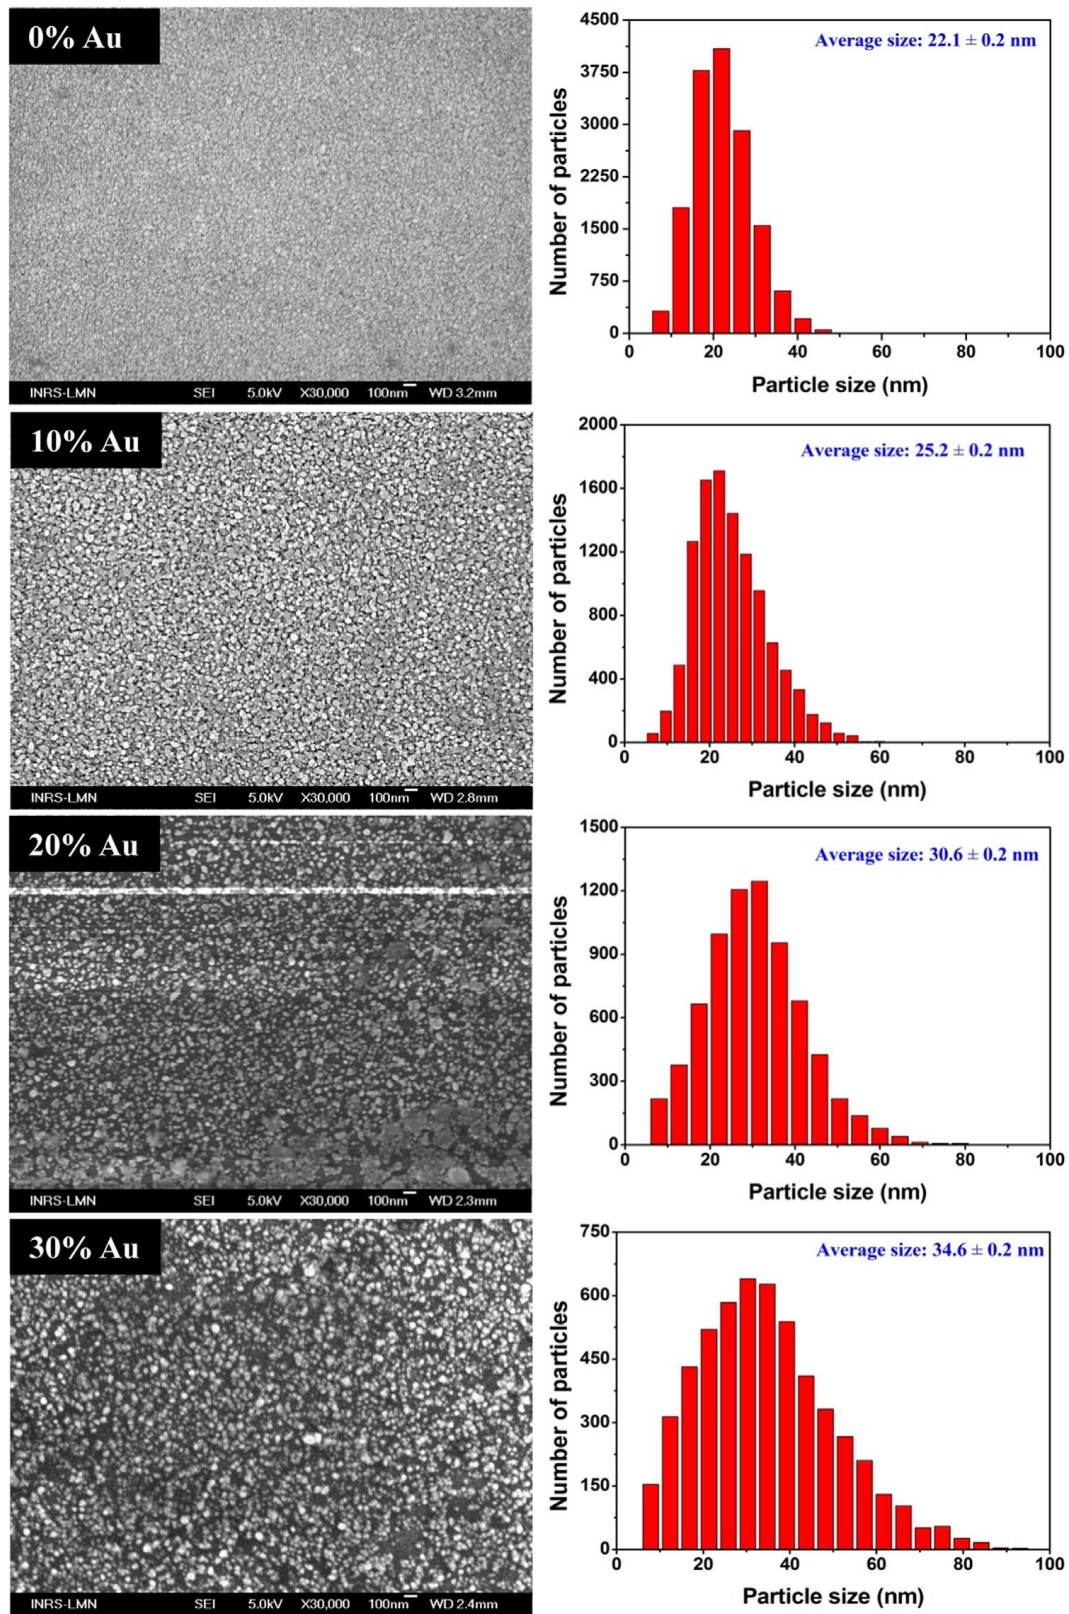 0% Au
INRS-LMN SEI 5.0kV X30,000 100nm WD 3.2mm
Average size: 22.1 ± 0.2 nm
4500
3750
3000
2250
1500
750
0
Number of particles
0 20 40 60 80 100
Particle size (nm)
10% Au
INRS-LMN SEI 5.0kV X30,000 100nm WD 2.8mm
Average size: 25.2 ± 0.2 nm
2000
1600
1200
800
400
0
Number of particles
0 20 40 60 80 100
Particle size (nm)
20% Au
INRS-LMN SEI 5.0kV X30,000 100nm WD 2.3mm
Average size: 30.6 ± 0.2 nm
1500
1200
900
600
300
0
Number of particles
0 20 40 60 80 100
Particle size (nm)
30% Au
INRS-LMN SEI 5.0kV X30,000 100nm WD 2.4mm
Average size: 34.6 ± 0.2 nm
750
600
450
300
150
0
Number of particles
0 20 40 60 80 100
Particle size (nm)